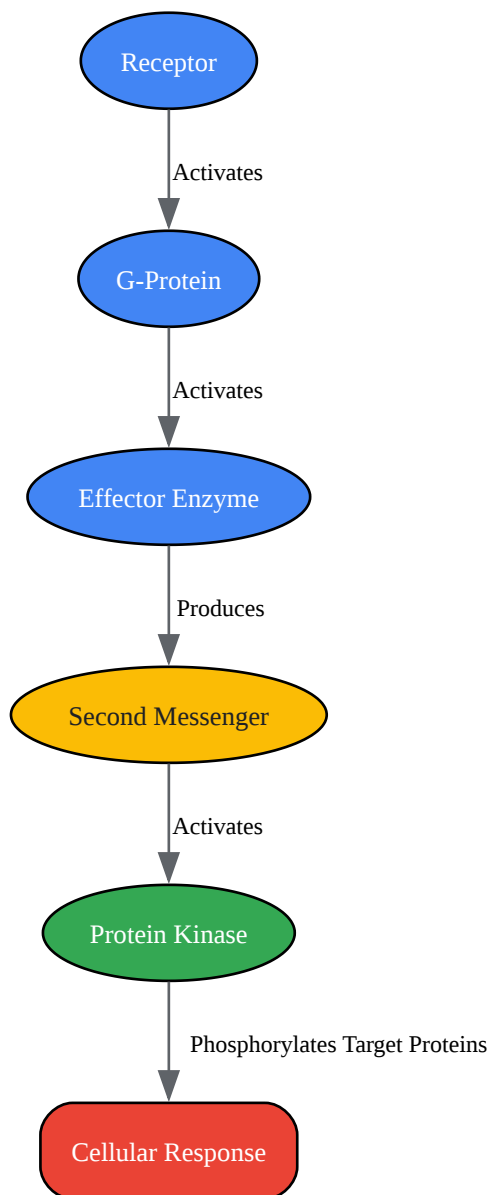 Receptor
Activates
G-Protein
Activates
Effector Enzyme
Produces
Second Messenger
Activates
Protein Kinase
Phosphorylates Target Proteins
Cellular Response